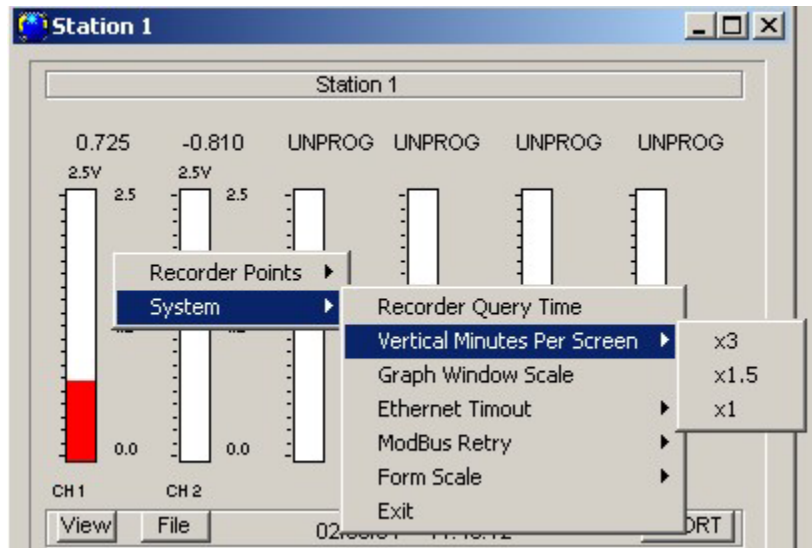 Station 1
Station 1
0.725 -0.810 UNPROG UNPROG UNPROG UNPROG
2.5V 2.5V
2.5 2.5
Recorder Points
System
Recorder Query Time
Vertical Minutes Per Screen
x3
Graph Window Scale
x1.5
Ethernet Timout
x1
ModBus Retry
0.0 0.0
Form Scale
CH 1 CH 2
Exit
View File